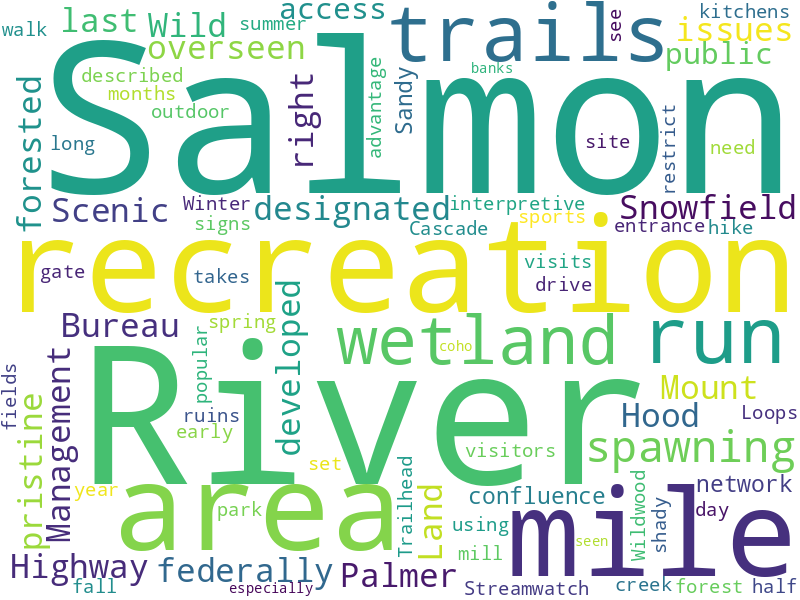 access
kitchens
walk
last
Wild
summer
trails
see
issues
overseen
public
described
months
outdoor
forested
Salmon
right
advantage
banks
Sandy
restrict
site
need
long
Scenic
Winter
signs
designated
interpretive
Cascade
sports
Snowfield
entrance
hike
recreation
gate
takes
visits
drive
Bureau
spring
developed
wetland
coho
run
fields
Management
popular
ruins
early
River
Mount
Hood
Loops
pristine
set
visitors
spawning
year
area
park
Trailhead
Land
confluence
using
mill
mile
seen
Wildwood
shady
network
day
Highway
fall
federally
especially
Palmer
Streamwatch
creek
forest
half